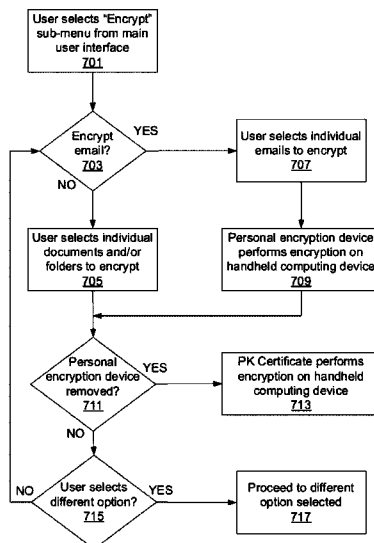 User selects "Encrypt"
sub-menu from main
user interface
701
Encrypt
email?
703
YES
NO
User selects individual
emails to encrypt
707
User selects individual
documents and/or
folders to encrypt
705
Personal encryption device
performs encryption on
handheld computing device
709
Personal
encryption device
removed?
711
YES
NO
PK Certificate performs
encryption on handheld
computing device
713
User selects
different option?
715
NO
YES
Proceed to different
option selected
717